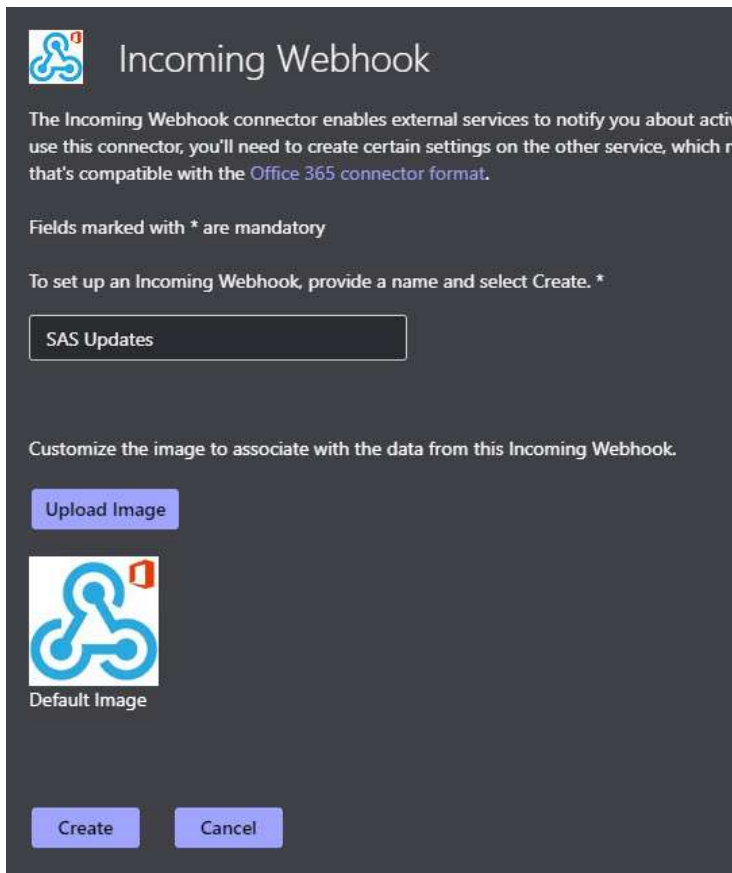 Incoming Webhook
The Incoming Webhook connector enables external services to notify you about
use this connector, you'll need to create certain settings on the other service, which
that's compatible with the Office 365 connector format.
Fields marked with * are mandatory
To set up an Incoming Webhook, provide a name and select Create. *
SAS Updates
Customize the image to associate with the data from this Incoming Webhook.
Upload Image
Default Image
Create
Cancel